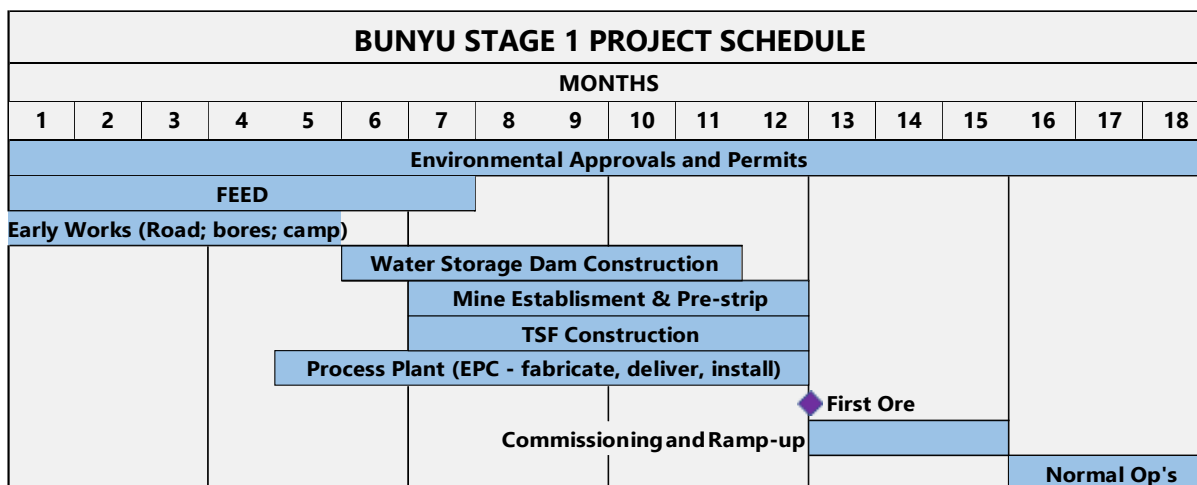 BUNYU STAGE 1 PROJECT SCHEDULE
MONTHS
1 2 3 4 5 6 7 8 9 10 11 12 13 14 15 16 17 18
Environmental Approvals and Permits
FEED
Early Works (Road; bores; camp)
Water Storage Dam Construction
Mine Establisment & Pre-strip
TSF Construction
Process Plant (EPC - fabricate, deliver, install)
First Ore
Commissioning and Ramp-up
Normal Op's